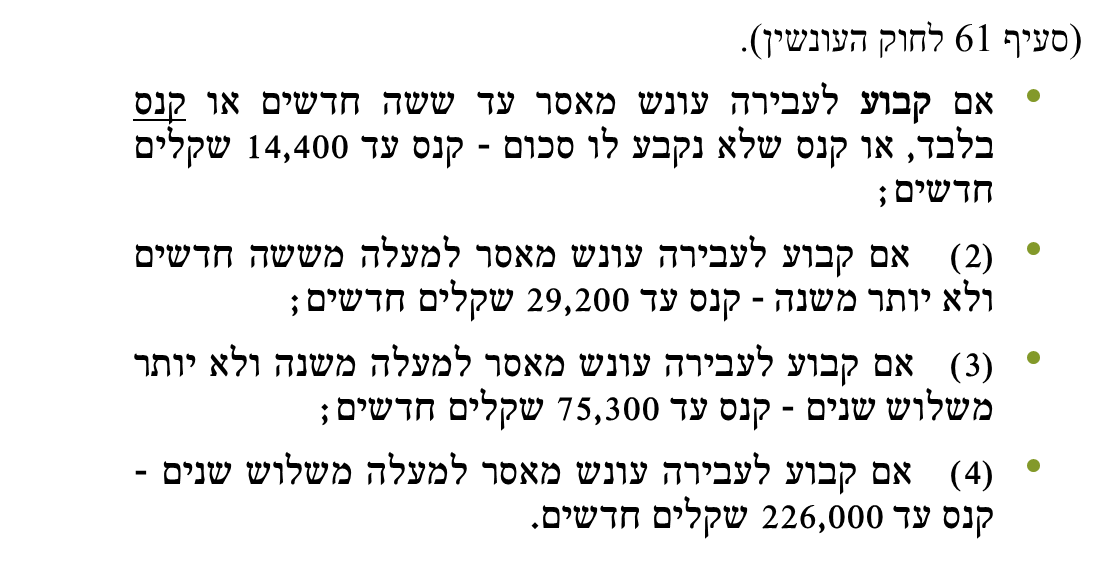 (סעיף 61 לחוק העונשין).
• אם קבוע לעבירה עונש מאסר עד ששה חדשים או קנס
בלבד, או קנס שלא נקבע לו סכום - קנס עד 14,400 שקלים
חדשים;
• (2) אם קבוע לעבירה עונש מאסר למעלה מששה חדשים
ולא יותר משנה - קנס עד 29,200 שקלים חדשים;
• (3) אם קבוע לעבירה עונש מאסר למעלה משנה ולא יותר
משלוש שנים - קנס עד 75,300 שקלים חדשים;
• (4) אם קבוע לעבירה עונש מאסר למעלה משלוש שנים -
קנס עד 226,000 שקלים חדשים.